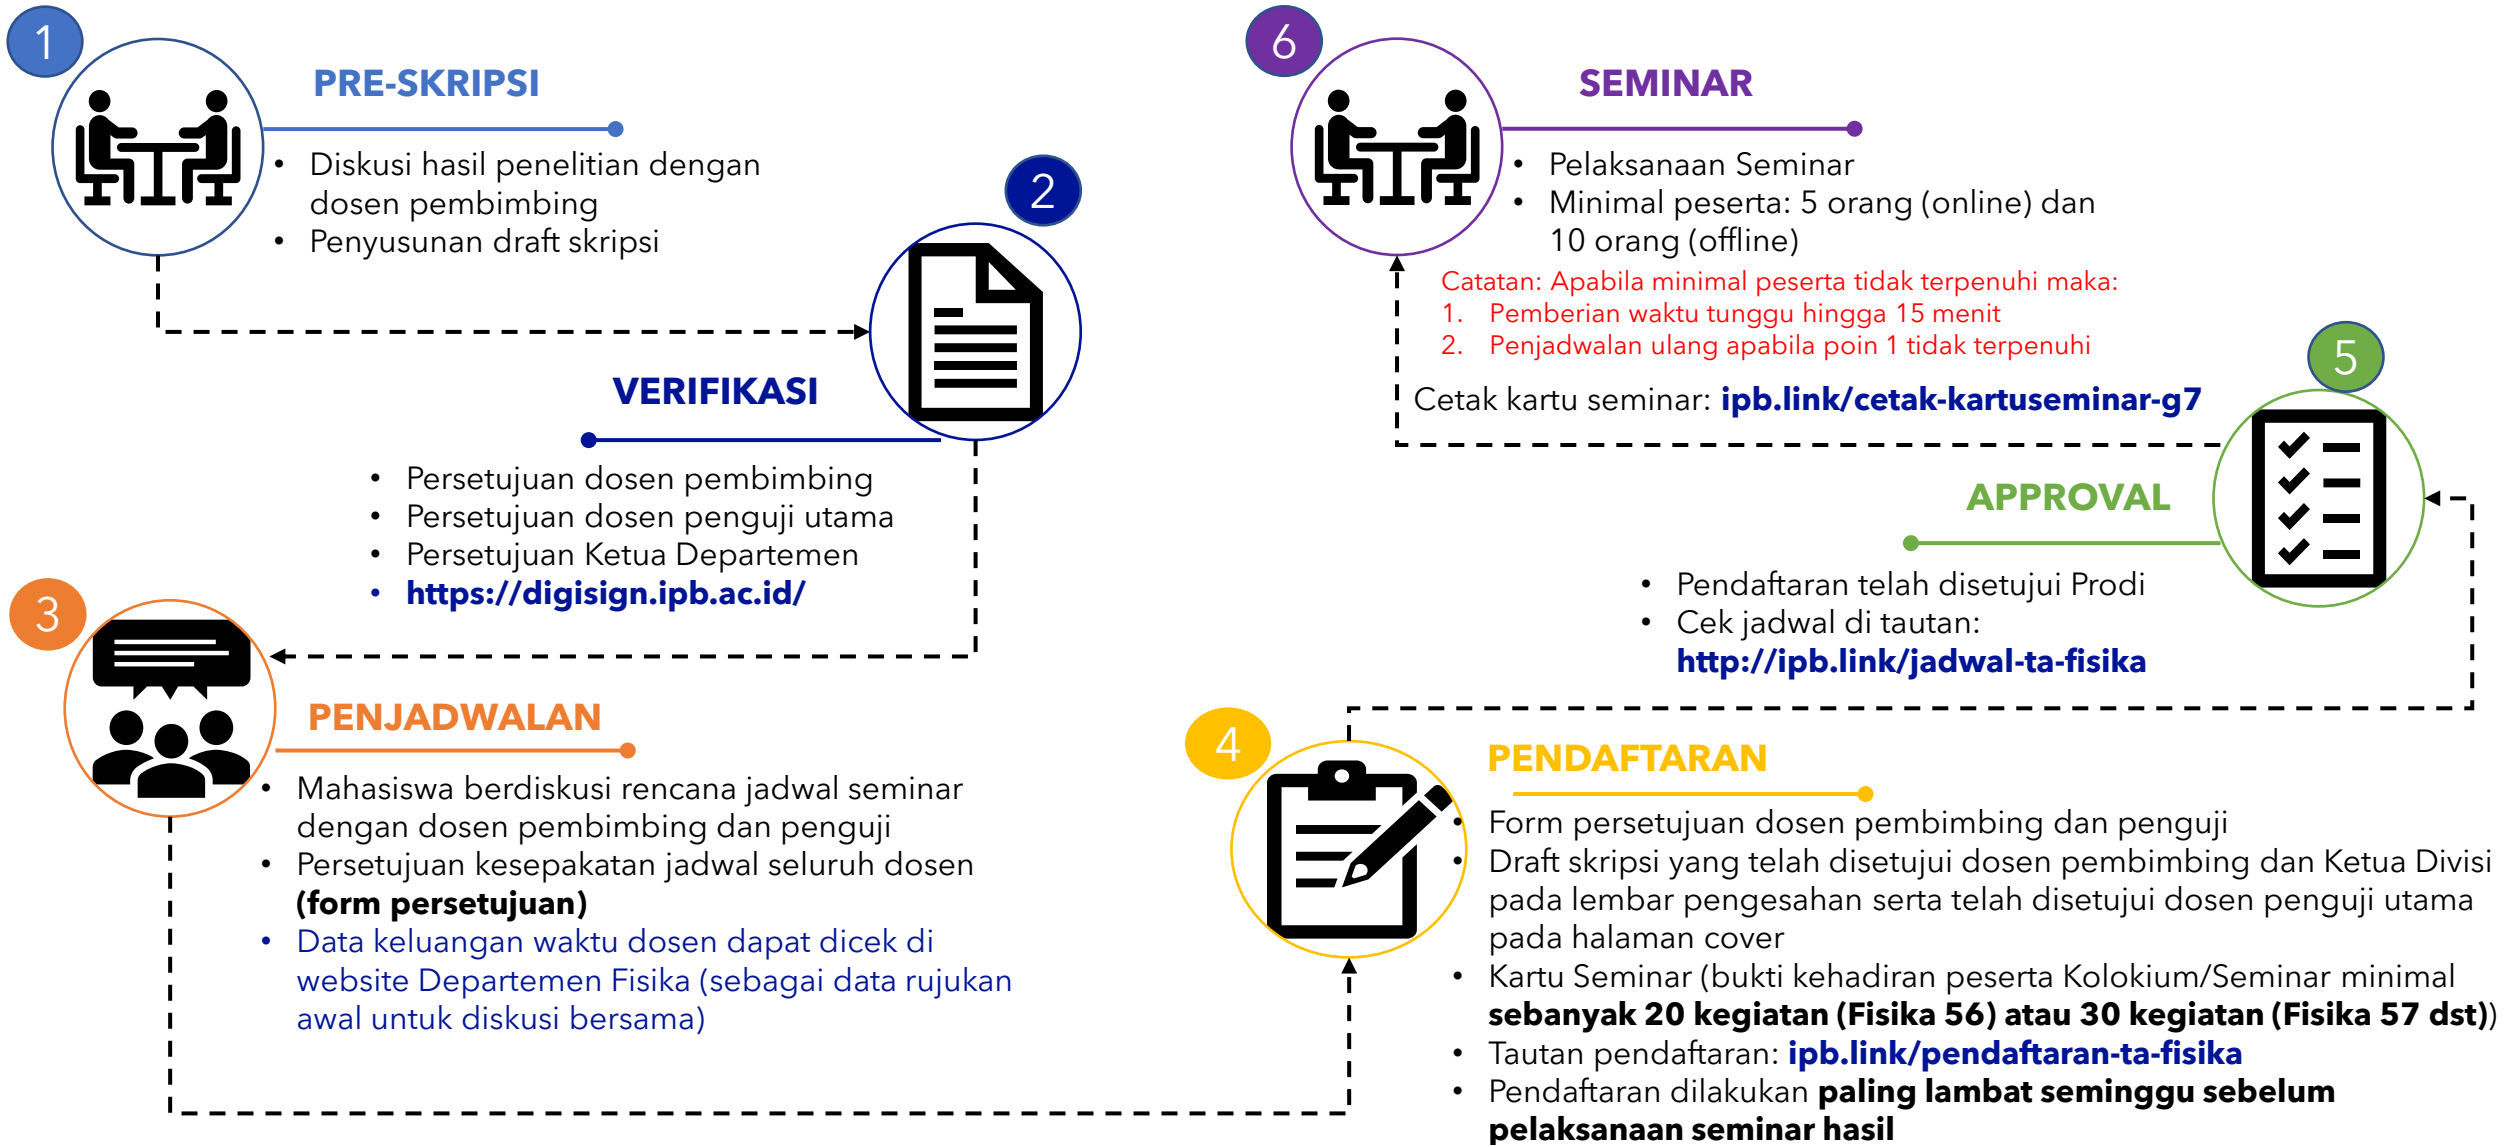 1
PRE-SKRIPSI
• Diskusi hasil penelitian dengan
dosen pembimbing
• Penyusunan draft skripsi
2
VERIFIKASI
• Persetujuan dosen pembimbing
• Persetujuan dosen penguji utama
• Persetujuan Ketua Departemen
• https://digisign.ipb.ac.id/
3
PENJADWALAN
• Mahasiswa berdiskusi rencana jadwal seminar
dengan dosen pembimbing dan penguji
• Persetujuan kesepakatan jadwal seluruh dosen
(form persetujuan)
• Data keluangan waktu dosen dapat dicek di
website Departemen Fisika (sebagai data rujukan
awal untuk diskusi bersama)
4
PENDAFTARAN
• Form persetujuan dosen pembimbing dan penguji
• Draft skripsi yang telah disetujui dosen pembimbing dan Ketua Divisi
pada lembar pengesahan serta telah disetujui dosen penguji utama
pada halaman cover
• Kartu Seminar (bukti kehadiran peserta Kolokium/Seminar minimal
sebanyak 20 kegiatan (Fisika 56) atau 30 kegiatan (Fisika 57 dst))
• Tautan pendaftaran: ipb.link/pendaftaran-ta-fisika
• Pendaftaran dilakukan paling lambat seminggu sebelum
pelaksanaan seminar hasil
5
APPROVAL
• Pendaftaran telah disetujui Prodi
• Cek jadwal di tautan:
http://ipb.link/jadwal-ta-fisika
6
SEMINAR
• Pelaksanaan Seminar
• Minimal peserta: 5 orang (online) dan
10 orang (offline)
Catatan: Apabila minimal peserta tidak terpenuhi maka:
1. Pemberian waktu tunggu hingga 15 menit
2. Penjadwalan ulang apabila poin 1 tidak terpenuhi
Cetak kartu seminar: ipb.link/cetak-kartuseminar-g7